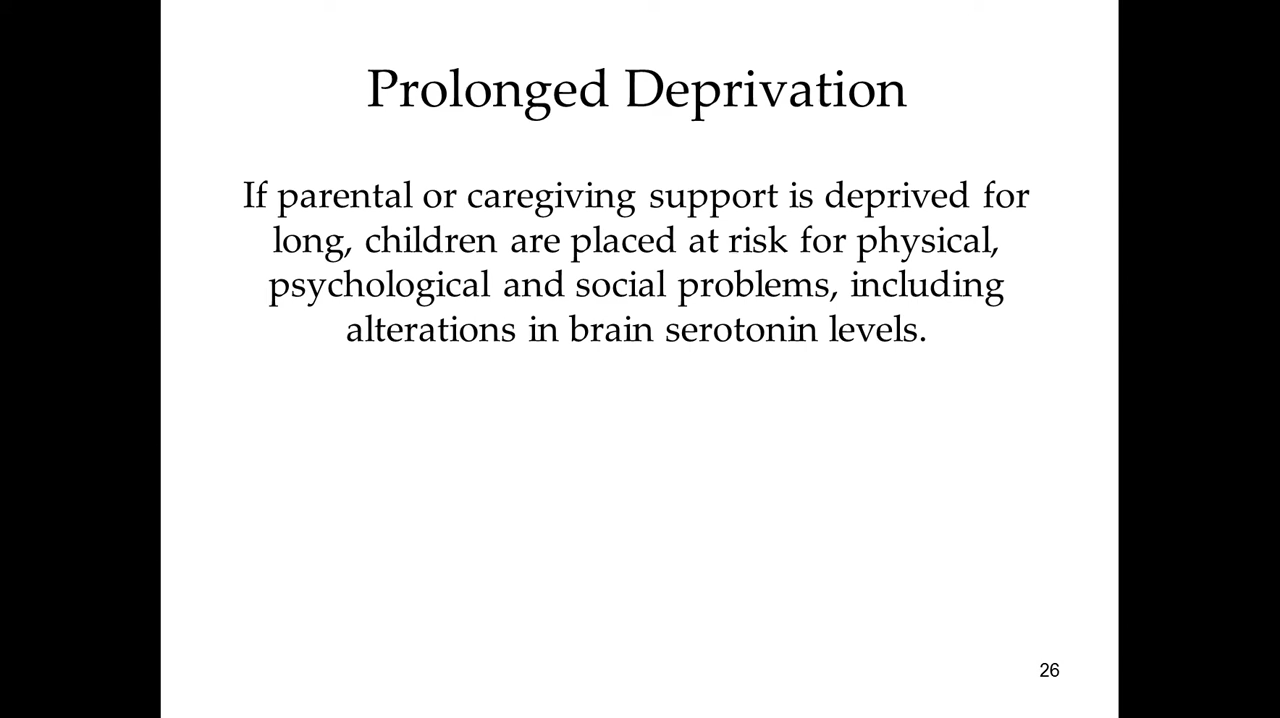 Prolonged Deprivation
If parental or caregiving support is deprived for
long, children are placed at risk for physical,
psychological and social problems, including
alterations in brain serotonin levels.
26